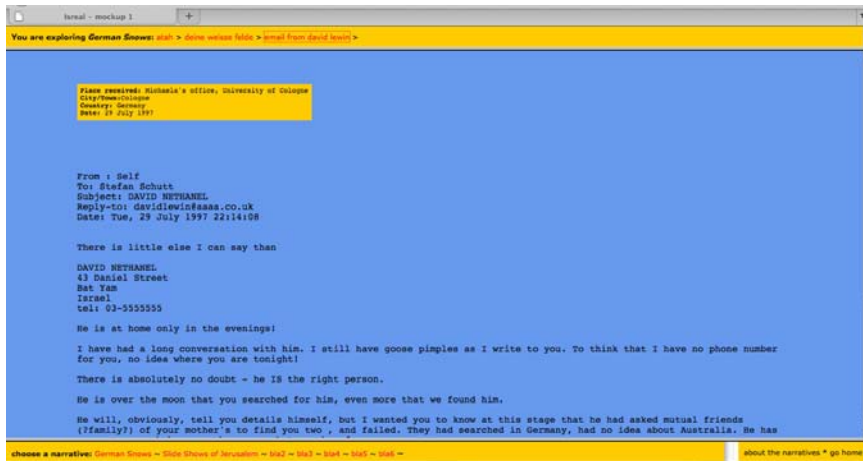 Isreal - mockup 1
You are exploring German Snows: atah > deine weisse felde > email from david lewin >
Place received: Michaela's office, University of Cologne
City/Town:Cologne
Country: Germany
Date: 29 July 1997
From : Self
To: Stefan Schutt
Subject: DAVID NETHANEL
Reply-to: davidlewin@aaaa.co.uk
Date: Tue, 29 July 1997 22:14:08
There is little else I can say than
DAVID NETHANEL
43 Daniel Street
Bat Yam
Israel
tel: 03-5555555
He is at home only in the evenings!
I have had a long conversation with him. I still have goose pimples as I write to you. To think that I have no phone number
for you, no idea where you are tonight!
There is absolutely no doubt - he IS the right person.
He is over the moon that you searched for him, even more that we found him.
He will, obviously, tell you details himself, but I wanted you to know at this stage that he had asked mutual friends
(?family?) of your mother's to find you two , and failed. They had searched in Germany, had no idea about Australia. He has
choose a narrative: German Snows ~ Slide Shows of Jerusalem ~ bla2 ~ bla3 ~ bla4 ~ bla5 ~ bla6 ~
about the narratives * go home